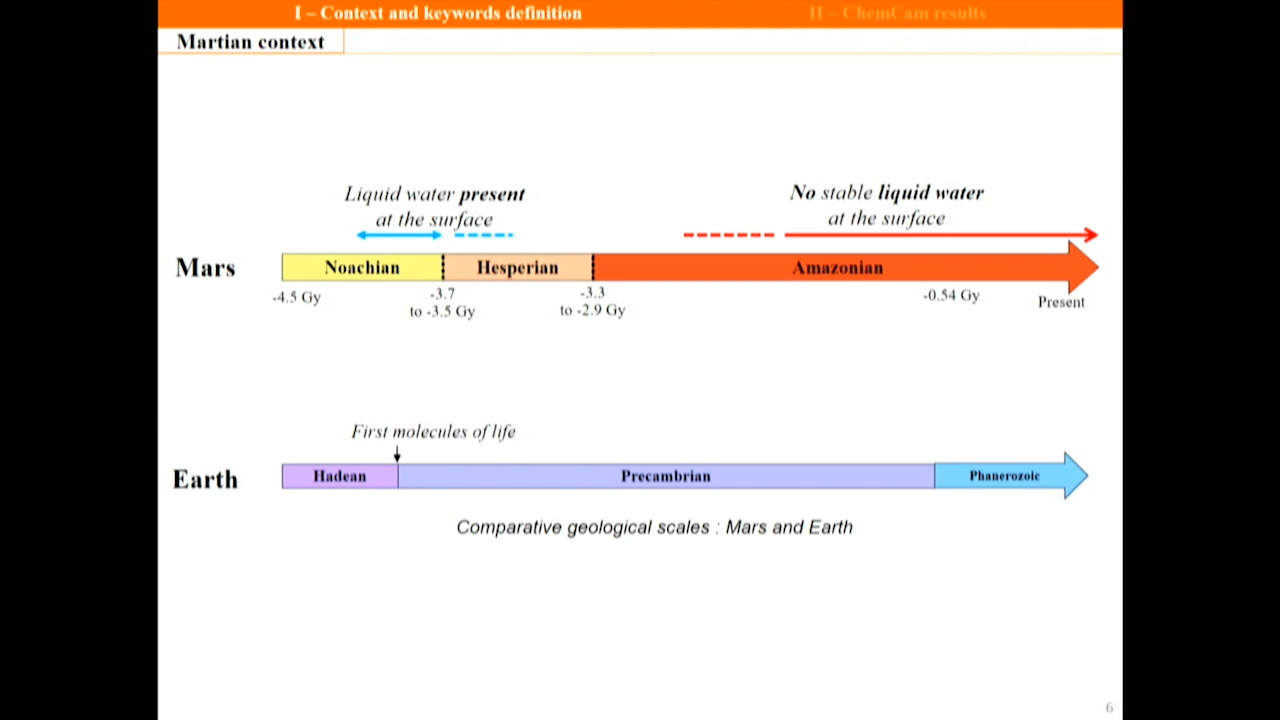 I – Context and keywords definition
II – ChemCam results
Martian context
Liquid water present
at the surface
No stable liquid water
at the surface
Mars
Noachian
Hesperian
Amazonian
-4.5 Gy
-3.7
to -3.5 Gy
-3.3
to -2.9 Gy
-0.54 Gy
Present
First molecules of life
Earth
Hadean
Precambrian
Phanerozoic
Comparative geological scales : Mars and Earth
6